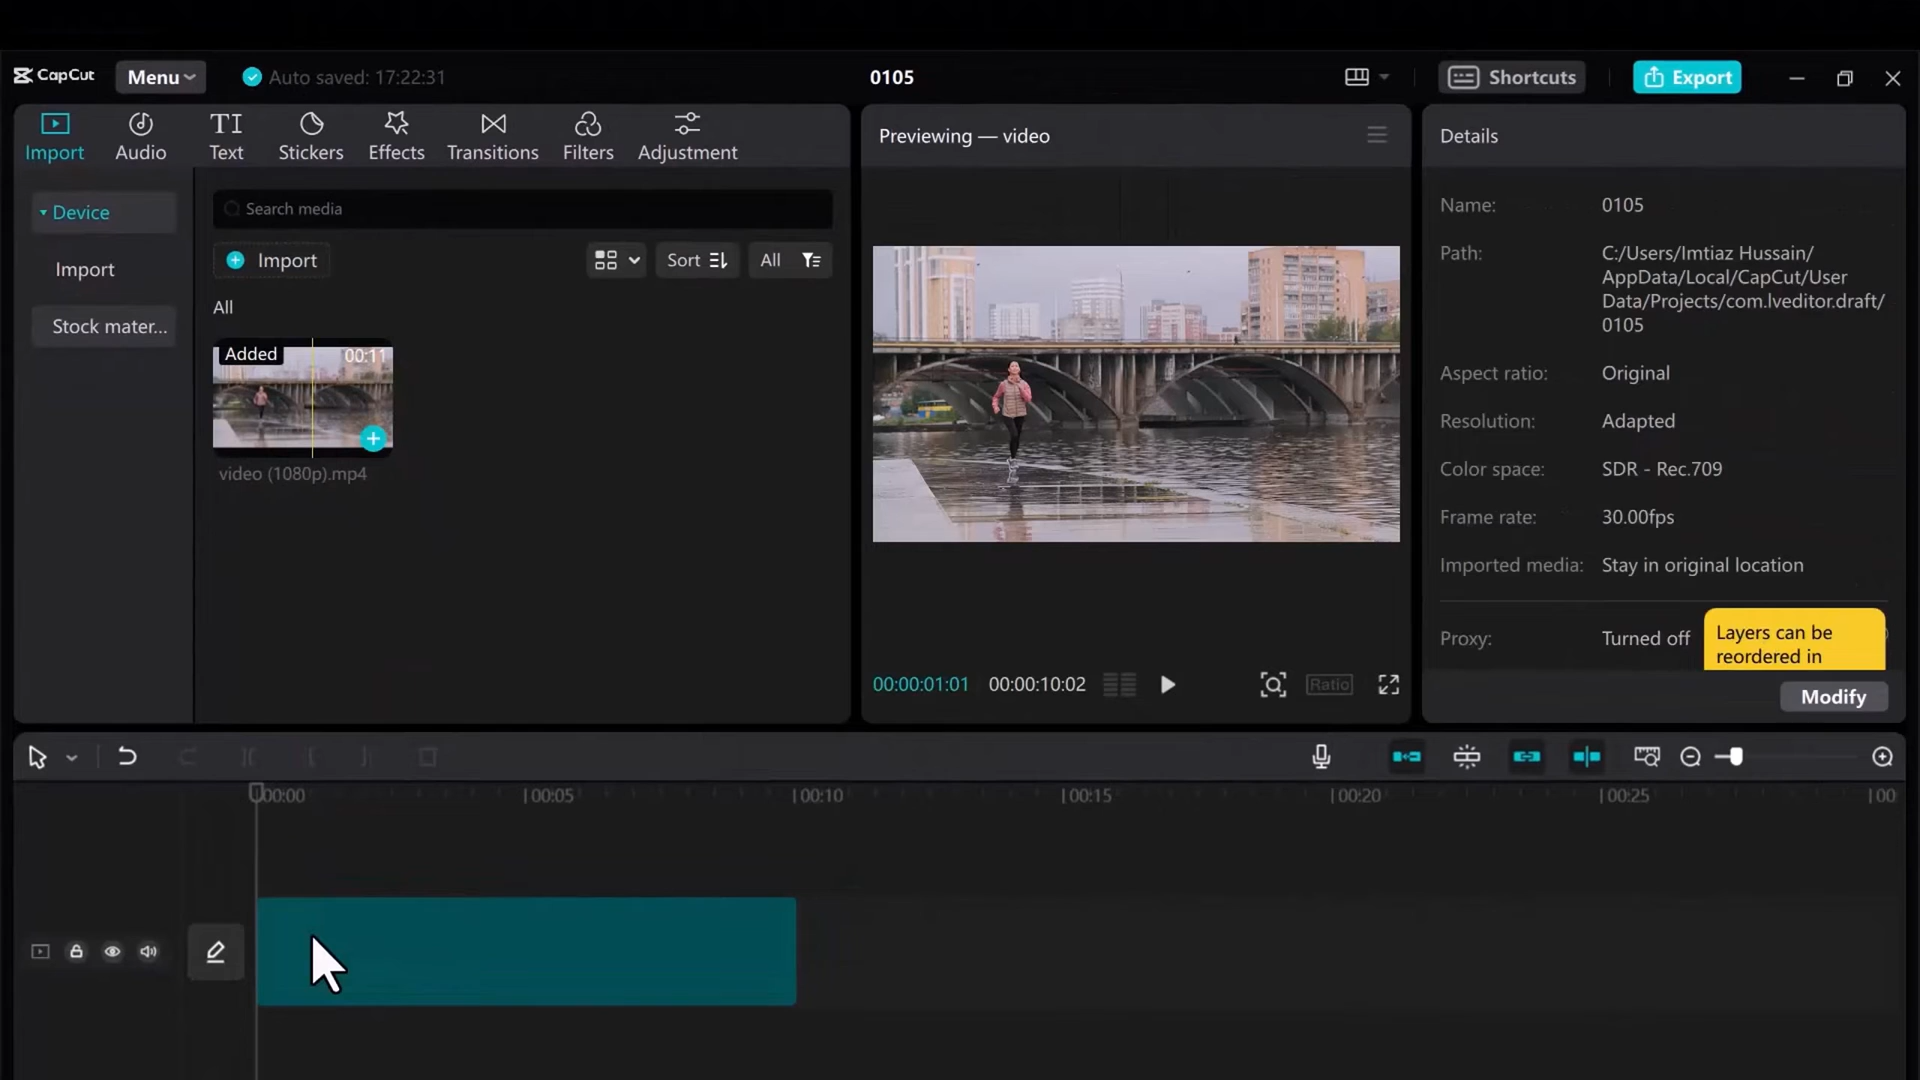 CapCut
Menu
Auto saved: 17:22:31
0105
Shortcuts
Export
Import
Audio
TI
Text
Stickers
Effects
Transitions
Filters
Adjustment
Device
Import
Stock mater...
Search media
Import
Sort
All
All
Added
00:11
video (1080p).mp4
Previewing — video
00:00:01:01
00:00:10:02
Ratio
Details
Name: 0105
Path: C:/Users/Imtiaz Hussain/
AppData/Local/CapCut/User
Data/Projects/com.lveditor.draft/
0105
Aspect ratio: Original
Resolution: Adapted
Color space: SDR - Rec.709
Frame rate: 30.00fps
Imported media: Stay in original location
Proxy: Turned off
Layers can be
reordered in
Modify
00:00
00:05
00:10
00:15
00:20
00:25
00